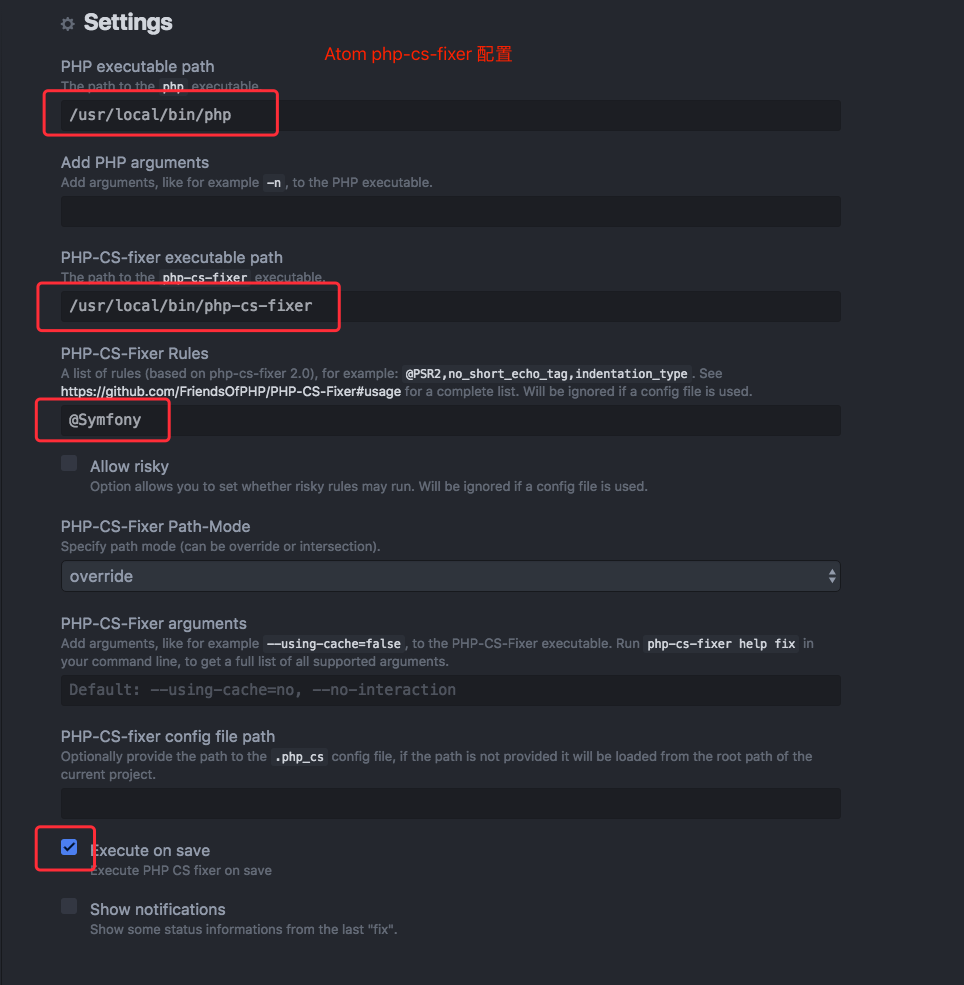 Settings
Atom php-cs-fixer 配置
PHP executable path
The path to the php executable.
/usr/local/bin/php
Add PHP arguments
Add arguments, like for example -n, to the PHP executable.
PHP-CS-fixer executable path
The path to the php-cs-fixer executable.
/usr/local/bin/php-cs-fixer
PHP-CS-Fixer Rules
A list of rules (based on php-cs-fixer 2.0), for example: @PSR2,no_short_echo_tag,indentation_type. See
https://github.com/FriendsOfPHP/PHP-CS-Fixer#usage for a complete list. Will be ignored if a config file is used.
@Symfony
Allow risky
Option allows you to set whether risky rules may run. Will be ignored if a config file is used.
PHP-CS-Fixer Path-Mode
Specify path mode (can be override or intersection).
override
PHP-CS-Fixer arguments
Add arguments, like for example --using-cache=false, to the PHP-CS-Fixer executable. Run php-cs-fixer help fix in
your command line, to get a full list of all supported arguments.
Default: --using-cache=no, --no-interaction
PHP-CS-fixer config file path
Optionally provide the path to the .php_cs config file, if the path is not provided it will be loaded from the root path of the
current project.
Execute on save
Execute PHP CS fixer on save
Show notifications
Show some status informations from the last "fix".